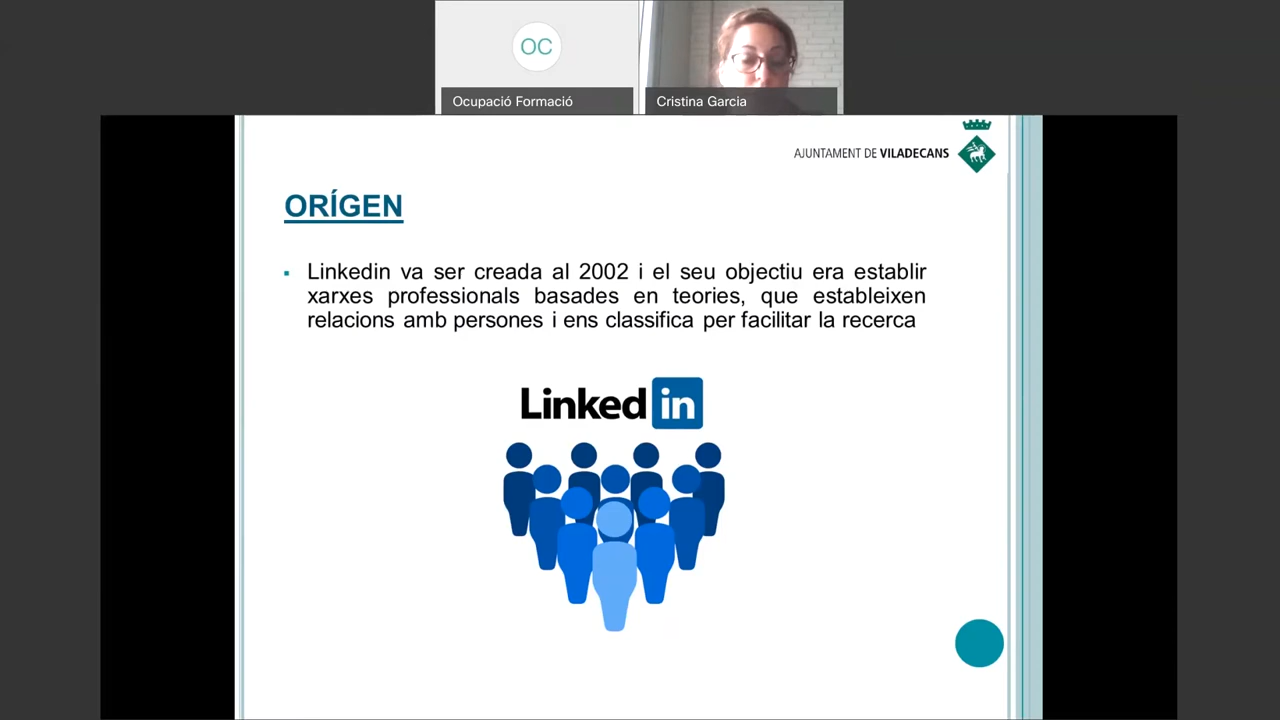 OC
Ocupació Formació
Cristina Garcia
AJUNTAMENT DE VILADECANS
ORÍGEN
▪ Linkedin va ser creada al 2002 i el seu objectiu era establir
xarxes professionals basades en teories, que estableixen
relacions amb persones i ens classifica per facilitar la recerca
Linked in